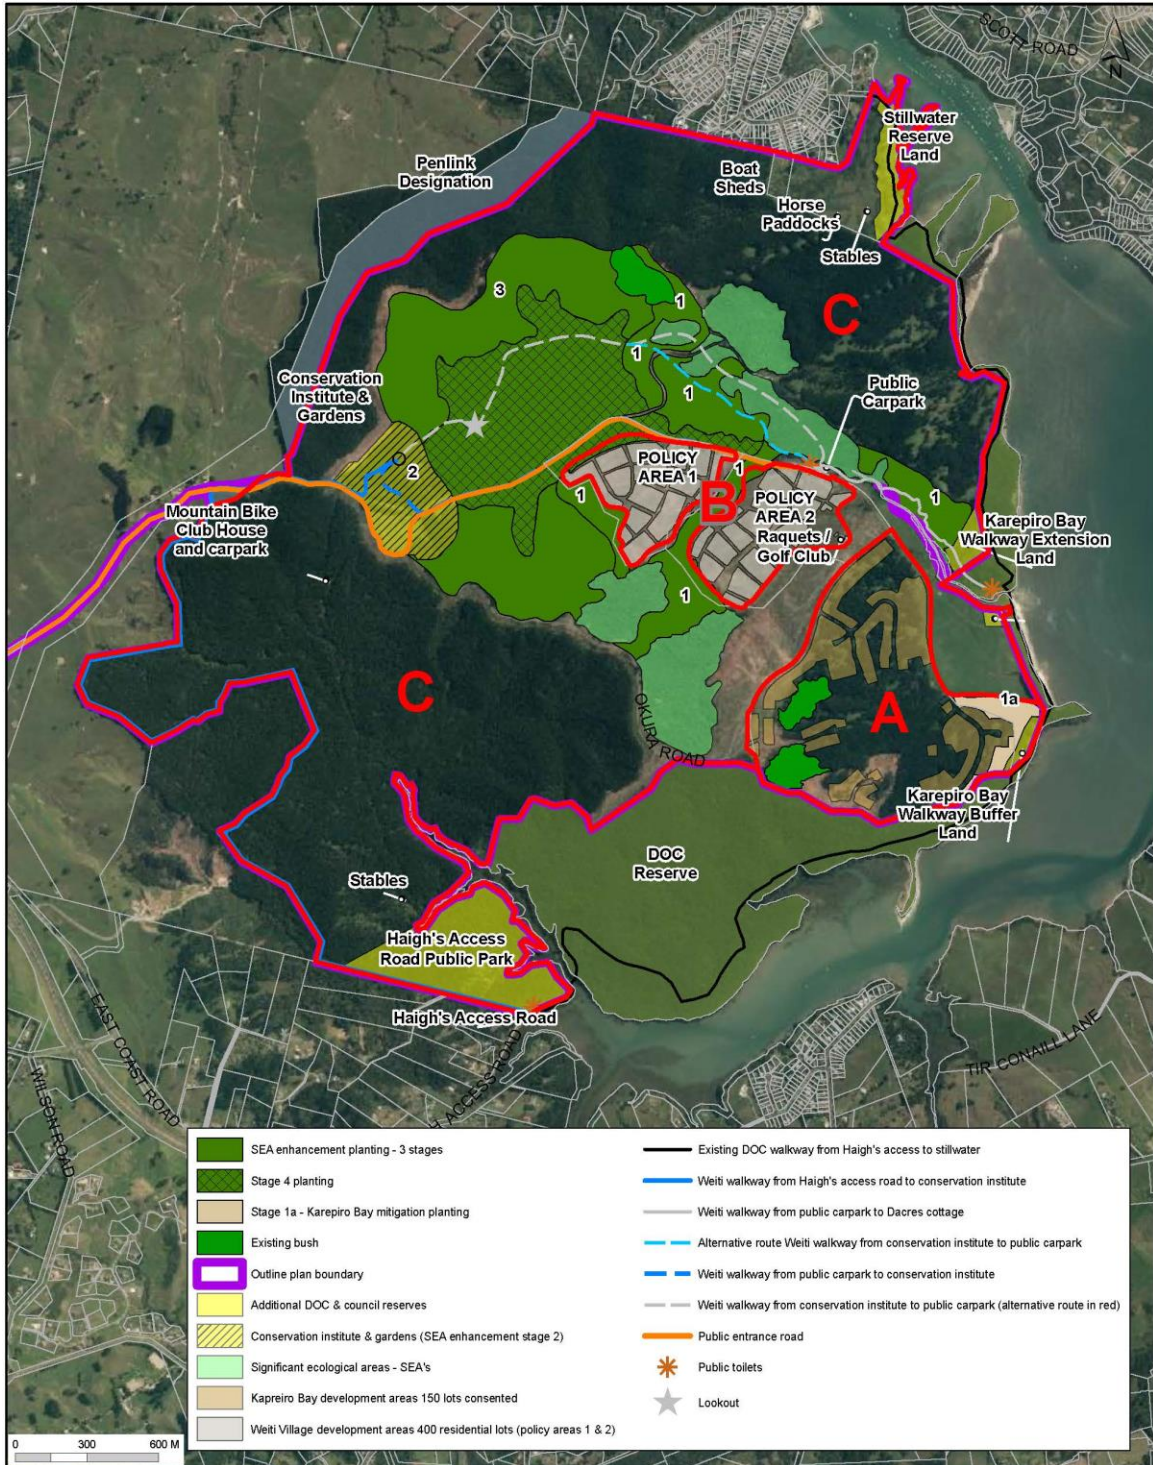 SCOTT ROAD
N
Stillwater
Reserve
Land
Penlink
Designation
Boat
Sheds
Horse
Paddocks
Stables
3
1
C
1
Conservation
Institute &
Gardens
1
Public
Carpark
2
POLICY
AREA 1
1
B
POLICY
AREA 2
Raquets /
Golf Club
1
1
Mountain Bike
Club House
and carpark
Karepiro Bay
Walkway Extension
Land
1
C
OKURA ROAD
A
1a
Karepiro Bay
Walkway Buffer
Land
DOC
Reserve
Stables
Haigh's Access
Road Public Park
Haigh's Access Road
H ACCESS ROAD
EAST COAST ROAD
WILSON ROAD
TIR CONAILL LANE
SEA enhancement planting - 3 stages
Stage 4 planting
Stage 1a - Karepiro Bay mitigation planting
Existing bush
Outline plan boundary
Additional DOC & council reserves
Conservation institute & gardens (SEA enhancement stage 2)
Significant ecological areas - SEA's
Kapreiro Bay development areas 150 lots consented
Weiti Village development areas 400 residential lots (policy areas 1 & 2)
Existing DOC walkway from Haigh's access to stillwater
Weiti walkway from Haigh's access road to conservation institute
Weiti walkway from public carpark to Dacres cottage
Alternative route Weiti walkway from conservation institute to public carpark
Weiti walkway from public carpark to conservation institute
Weiti walkway from conservation institute to public carpark (alternative route in red)
Public entrance road
Public toilets
Lookout
0 300 600 M